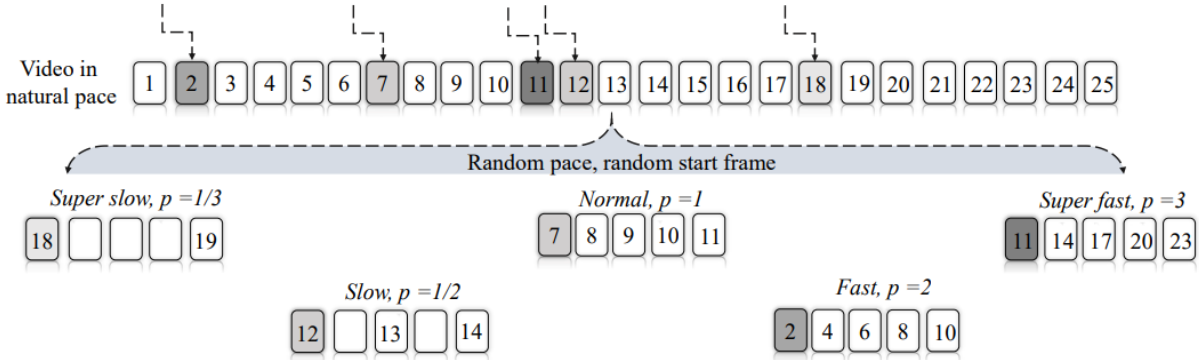 Video in
natural pace
1 2 3 4 5 6 7 8 9 10 11 12 13 14 15 16 17 18 19 20 21 22 23 24 25
Random pace, random start frame
Super slow, p =1/3
18 19
Normal, p =1
7 8 9 10 11
Super fast, p =3
11 14 17 20 23
Slow, p =1/2
12 13 14
Fast, p =2
2 4 6 8 10